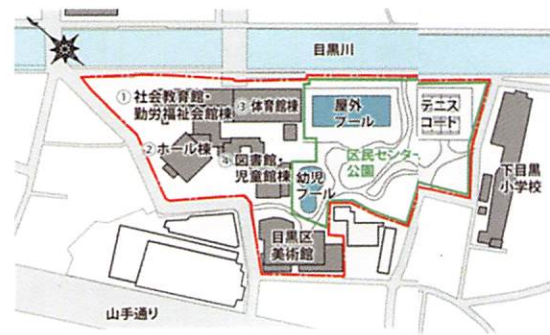 目黒川
①社会教育館・
勤労福祉会館棟
③体育館棟
屋外
プール
テニス
コート
②ホール棟
④図書館・
児童館棟
幼児
プール
区民センター
公園
下目黒
小学校
目黒区
美術館
山手通り